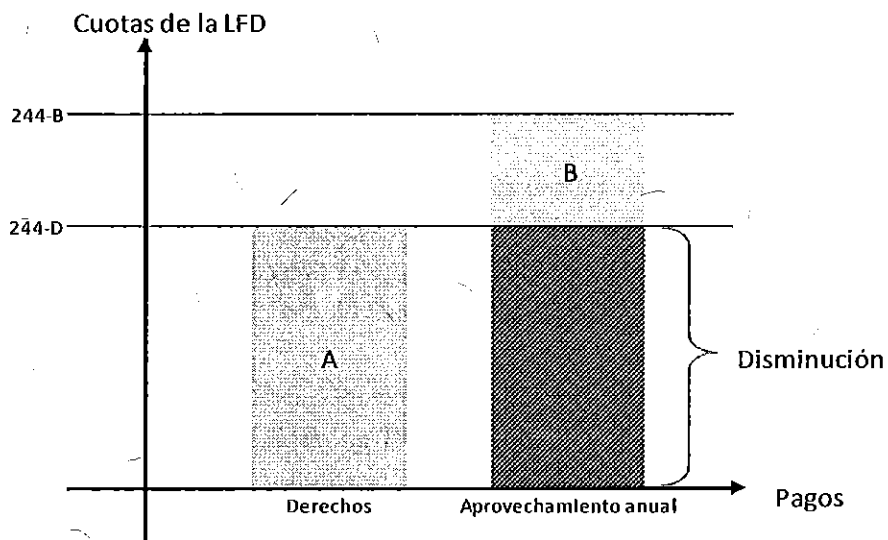 Cuotas de la LFD
244-B
B
244-D
A
Disminución
Derechos
Aprovechamiento anual
Pagos